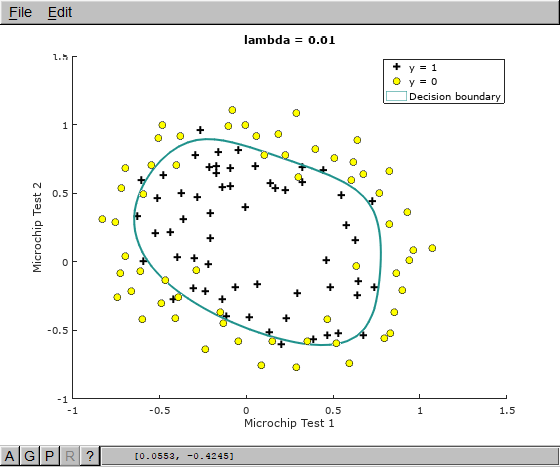 File Edit
lambda = 0.01
y = 1
y = 0
Decision boundary
1.5
1
0.5
0
-0.5
-1
Microchip Test 2
-1 -0.5 0 0.5 1 1.5
Microchip Test 1
A G P R ? [0.0553, -0.4245]